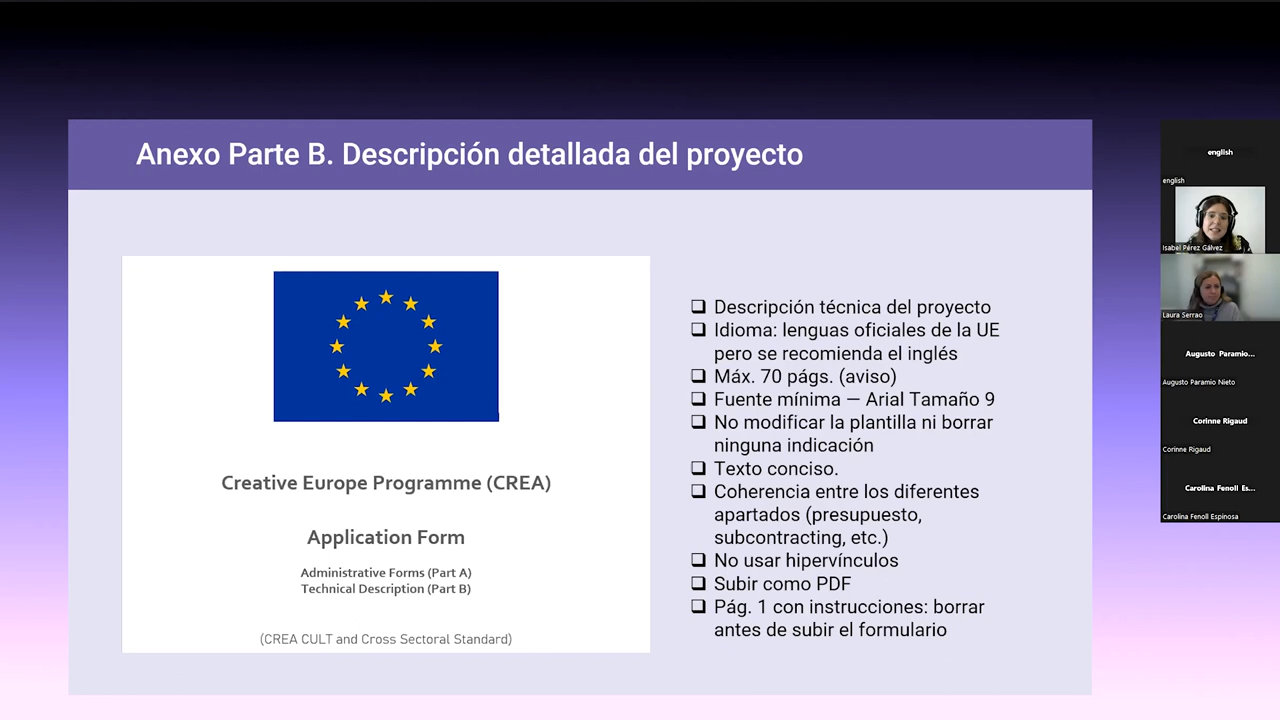 Anexo Parte B. Descripción detallada del proyecto
Creative Europe Programme (CREA)
Application Form
Administrative Forms (Part A)
Technical Description (Part B)
(CREA CULT and Cross Sectoral Standard)
❑ Descripción técnica del proyecto
❑ Idioma: lenguas oficiales de la UE
pero se recomienda el inglés
❑ Máx. 70 págs. (aviso)
❑ Fuente mínima — Arial Tamaño 9
❑ No modificar la plantilla ni borrar
ninguna indicación
❑ Texto conciso.
❑ Coherencia entre los diferentes
apartados (presupuesto,
subcontracting, etc.)
❑ No usar hipervínculos
❑ Subir como PDF
❑ Pág. 1 con instrucciones: borrar
antes de subir el formulario
english
english
Isabel Pérez Gálvez
Laura Serrao
Augusto Paramio...
Augusto Paramio Nieto
Corinne Rigaud
Corinne Rigaud
Carolina Fenoll Es...
Carolina Fenoll Espinosa